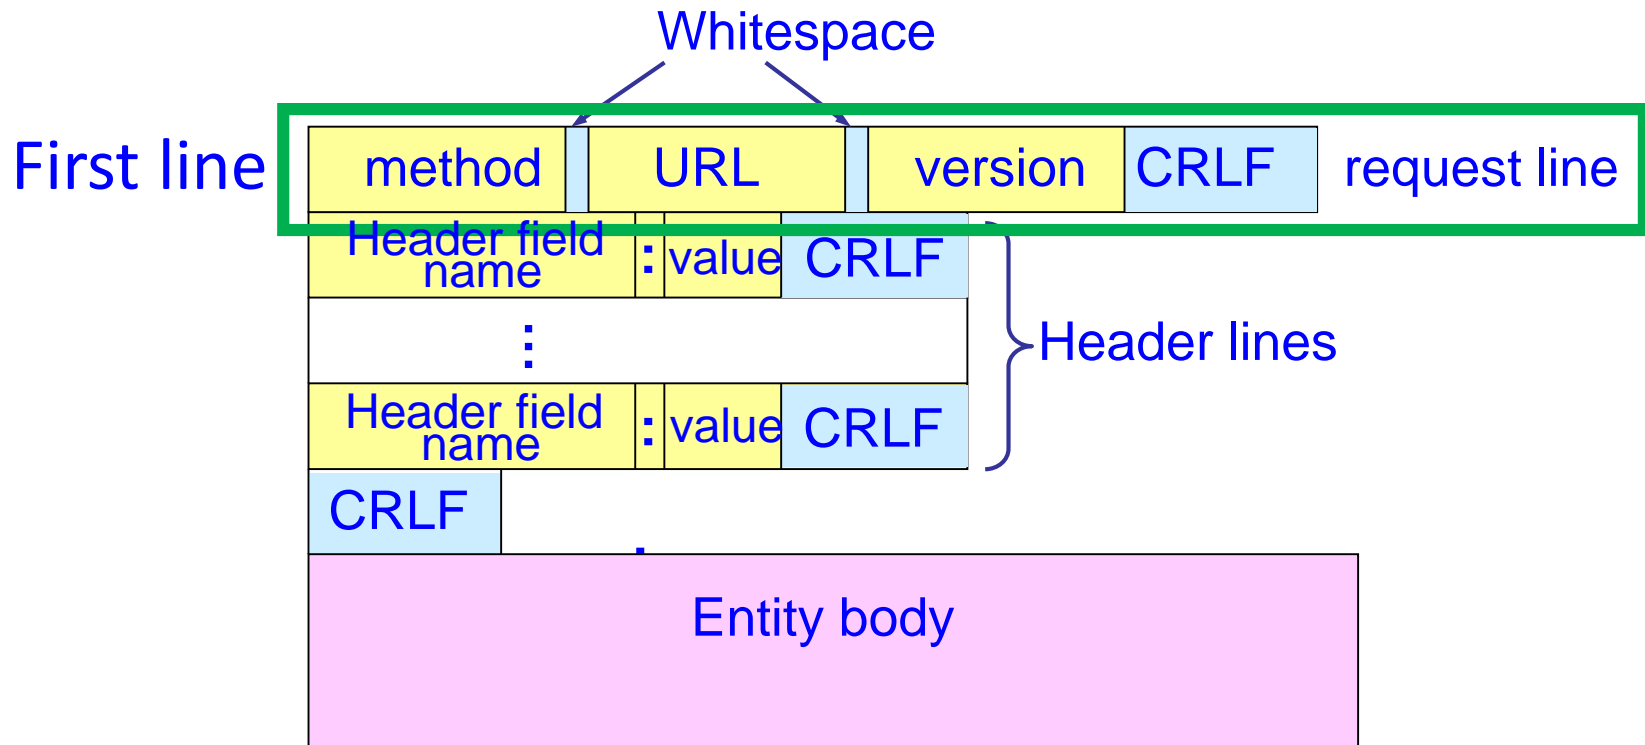 Whitespace
First line method URL version CRLF request line
Header field name : value CRLF
⋮
Header lines
Header field name : value CRLF
CRLF
Entity body